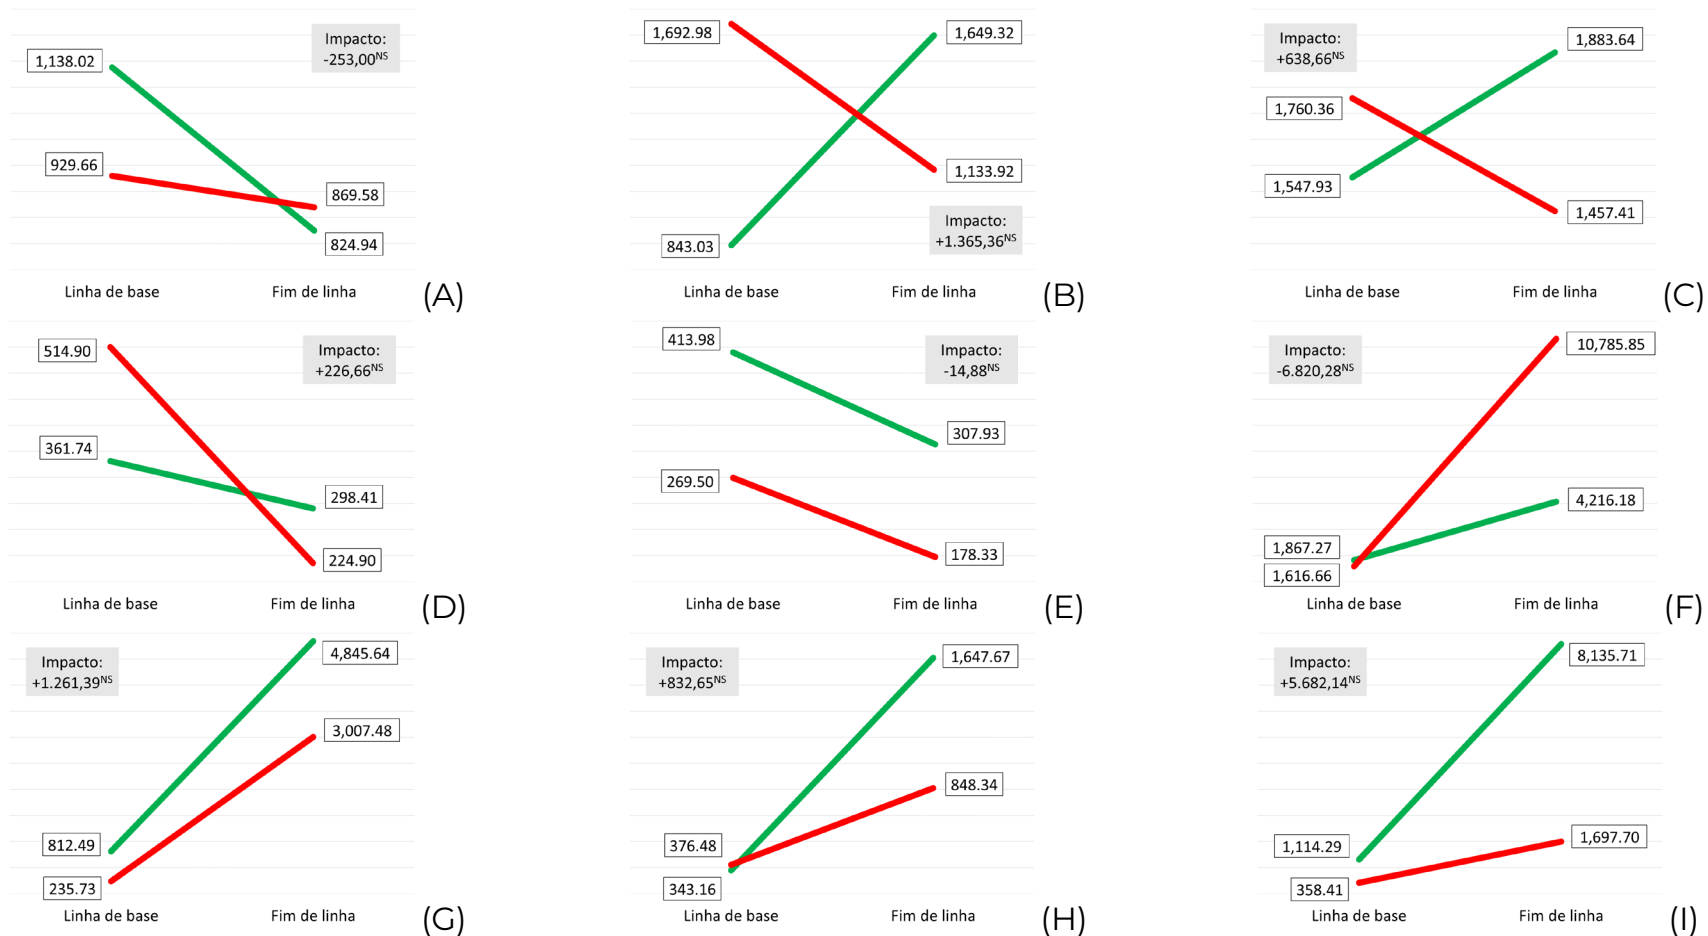 Impacto:
-253,00NS
1,138.02
929.66
869.58
824.94
Linha de base
Fim de linha
(A)
1,692.98
1,649.32
1,133.92
Impacto:
+1.365,36NS
843.03
Linha de base
Fim de linha
(B)
Impacto:
+638,66NS
1,883.64
1,760.36
1,547.93
1,457.41
Linha de base
Fim de linha
(C)
514.90
Impacto:
+226,66NS
361.74
298.41
224.90
Linha de base
Fim de linha
(D)
413.98
Impacto:
-14,88NS
307.93
269.50
178.33
Linha de base
Fim de linha
(E)
Impacto:
-6.820,28NS
10,785.85
4,216.18
1,867.27
1,616.66
Linha de base
Fim de linha
(F)
Impacto:
+1.261,39NS
4,845.64
3,007.48
812.49
235.73
Linha de base
Fim de linha
(G)
Impacto:
+832,65NS
1,647.67
848.34
376.48
343.16
Linha de base
Fim de linha
(H)
Impacto:
+5.682,14NS
8,135.71
1,697.70
1,114.29
358.41
Linha de base
Fim de linha
(I)